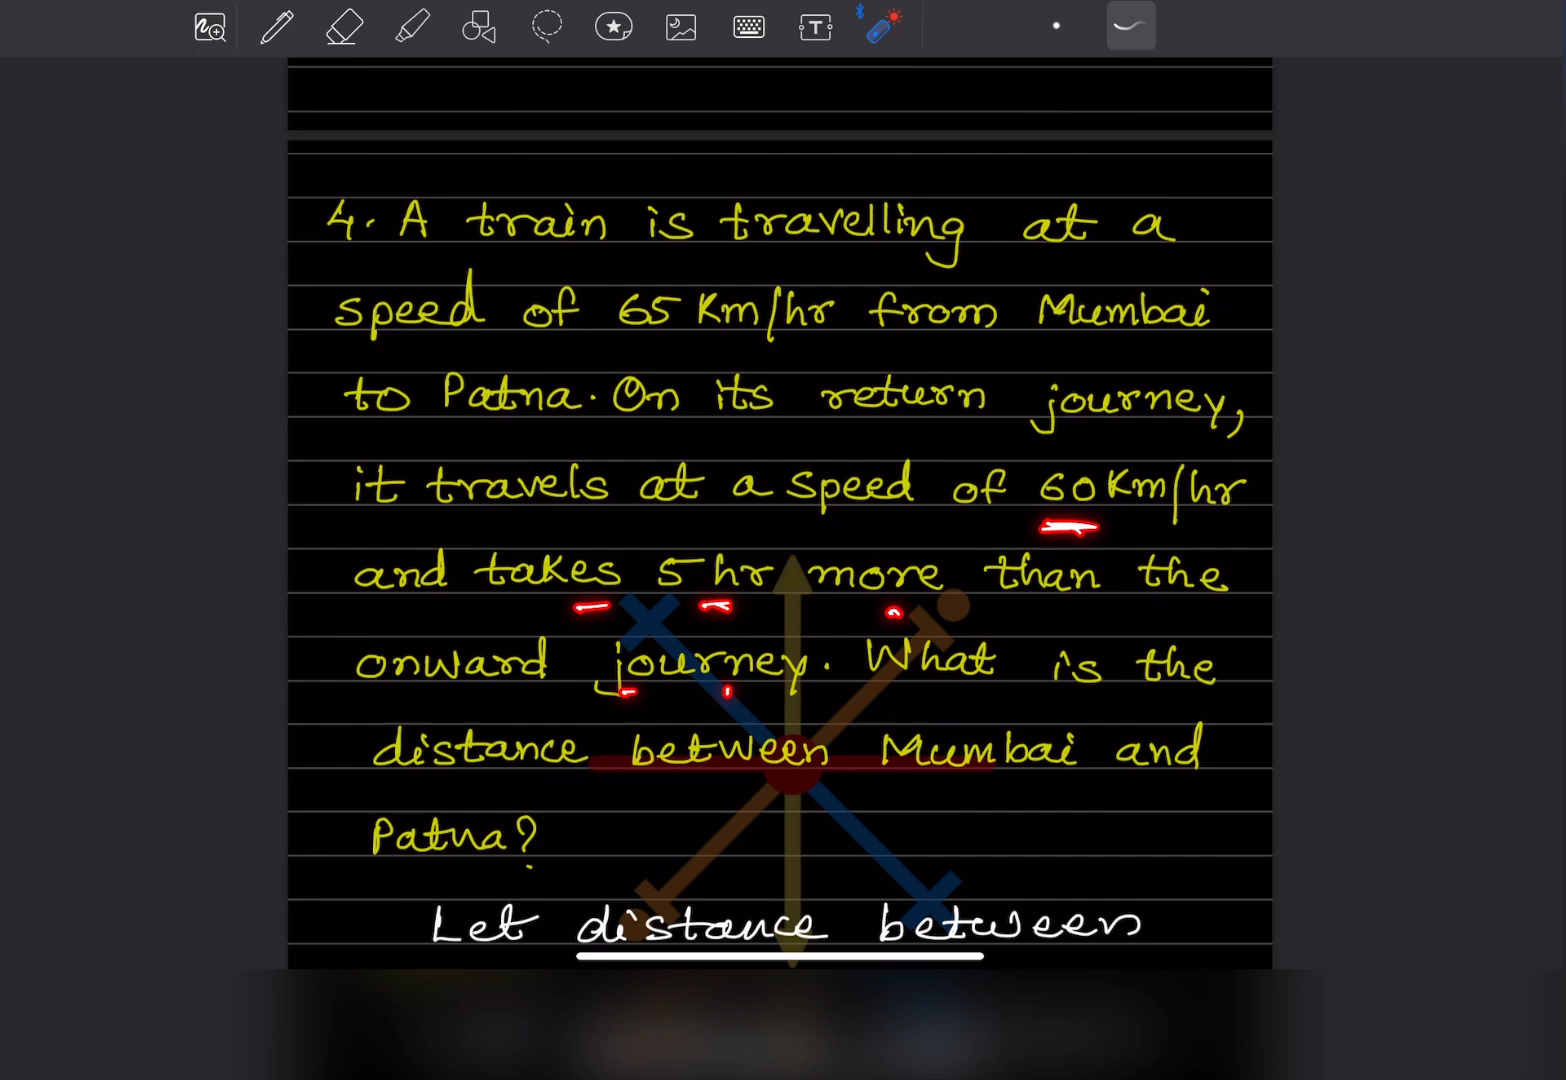 4. A train is travelling at a
speed of 65 Km/hr from Mumbai
to Patna. On its return journey,
it travels at a speed of 60 Km/hr
and takes 5 hr more than the
onward journey. What is the
distance between Mumbai and
Patna?
Let distance between